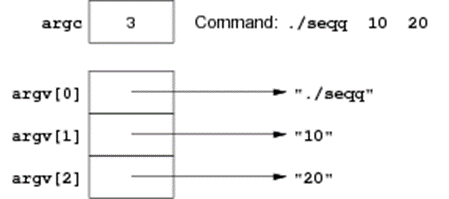 argc 3 Command: ./seqq 10 20
argv[0] "./seqq"
argv[1] "10"
argv[2] "20"